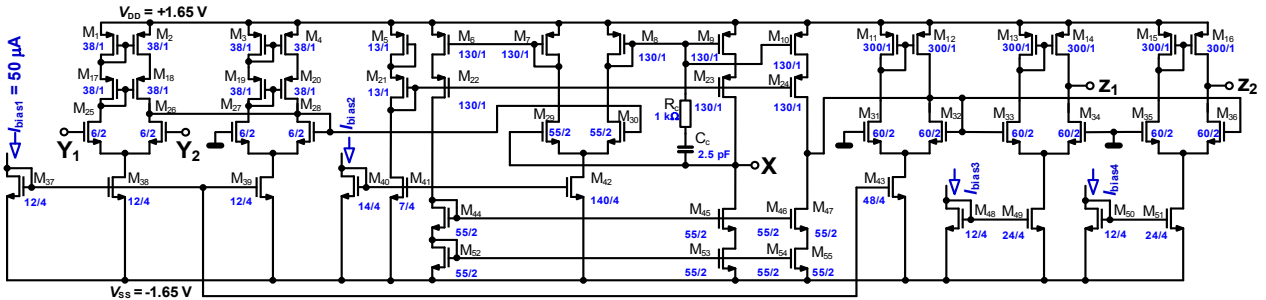 V_DD = +1.65 V
M1 M2 M3 M4 M5 M6 M7 M8 M9 M10 M11 M12 M13 M14 M15 M16
38/1 38/1 38/1 38/1 13/1 130/1 130/1 130/1 130/1 130/1 300/1 300/1 300/1 300/1 300/1 300/1
M17 M18 M19 M20 M21 M22 M23 M24
38/1 38/1 38/1 38/1 13/1 130/1 130/1 130/1
Z1 Z2
Ibias1 = 50 µA
M25 M26 M27 M28 M29 M30 M31 M32 M33 M34 M35 M36
6/2 6/2 6/2 6/2 55/2 55/2 60/2 60/2 60/2 60/2 60/2 60/2
Rc
1 kΩ
Cc
2.5 pF
Y1 Y2
Ibias2
X
Ibias3 Ibias4
M37 M38 M39 M40 M41 M42 M43
12/4 12/4 12/4 14/4 7/4 140/4 48/4
M44 M45 M46 M47 M48 M49 M50 M51
55/2 55/2 55/2 55/2 12/4 24/4 12/4 24/4
M52 M53 M54 M55
55/2 55/2 55/2 55/2
V_SS = -1.65 V